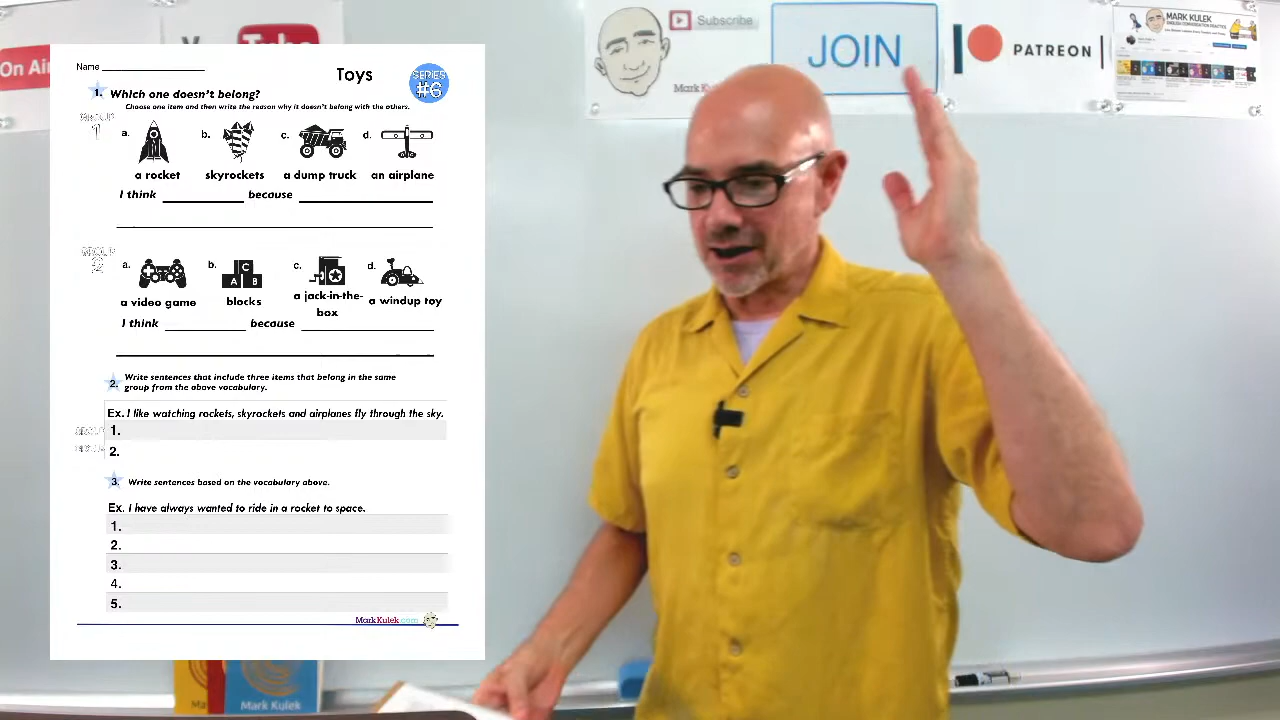 On Air
Subscribe
JOIN
PATREON
MARK KULEK
Name
Toys
SERIES
#6
1. Which one doesn't belong?
Choose one item and then write the reason why it doesn't belong with the others.
GROUP
1
a. b. c. d.
a rocket skyrockets a dump truck an airplane
I think because
GROUP
2
a. b. c. d.
C
A B
a video game blocks a jack-in-the-box a windup toy
I think because
2. Write sentences that include three items that belong in the same
group from the above vocabulary.
Ex. I like watching rockets, skyrockets and airplanes fly through the sky.
1.
2.
3. Write sentences based on the vocabulary above.
Ex. I have always wanted to ride in a rocket to space.
1.
2.
3.
4.
5.
MarkKulek.com
Mark Kulek